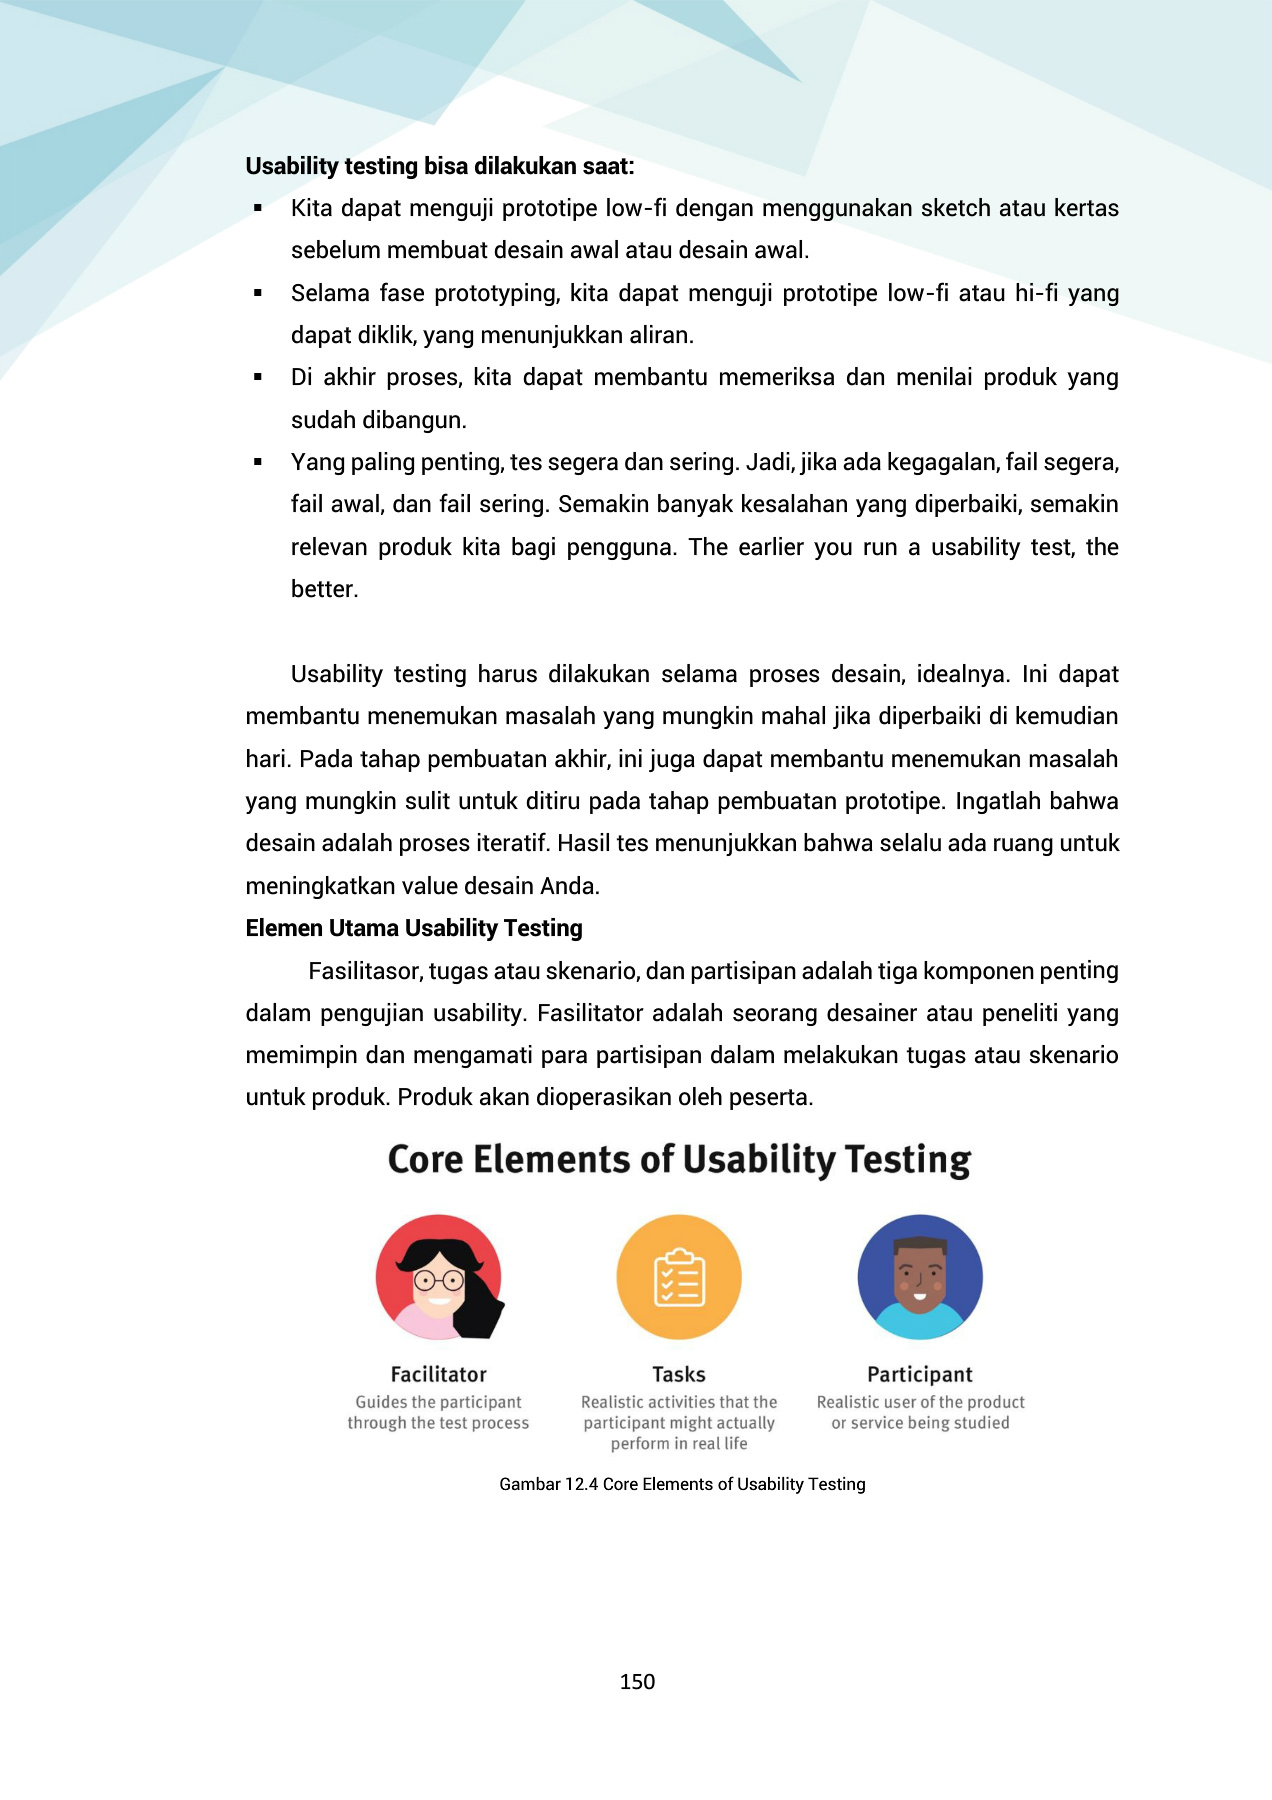 Usability testing bisa dilakukan saat:
▪ Kita dapat menguji prototipe low-fi dengan menggunakan sketch atau kertas
sebelum membuat desain awal atau desain awal.
▪ Selama fase prototyping, kita dapat menguji prototipe low-fi atau hi-fi yang
dapat diklik, yang menunjukkan aliran.
▪ Di akhir proses, kita dapat membantu memeriksa dan menilai produk yang
sudah dibangun.
▪ Yang paling penting, tes segera dan sering. Jadi, jika ada kegagalan, fail segera,
fail awal, dan fail sering. Semakin banyak kesalahan yang diperbaiki, semakin
relevan produk kita bagi pengguna. The earlier you run a usability test, the
better.
Usability testing harus dilakukan selama proses desain, idealnya. Ini dapat
membantu menemukan masalah yang mungkin mahal jika diperbaiki di kemudian
hari. Pada tahap pembuatan akhir, ini juga dapat membantu menemukan masalah
yang mungkin sulit untuk ditiru pada tahap pembuatan prototipe. Ingatlah bahwa
desain adalah proses iteratif. Hasil tes menunjukkan bahwa selalu ada ruang untuk
meningkatkan value desain Anda.
Elemen Utama Usability Testing
Fasilitasor, tugas atau skenario, dan partisipan adalah tiga komponen penting
dalam pengujian usability. Fasilitator adalah seorang desainer atau peneliti yang
memimpin dan mengamati para partisipan dalam melakukan tugas atau skenario
untuk produk. Produk akan dioperasikan oleh peserta.
Core Elements of Usability Testing
Facilitator
Guides the participant
through the test process
Tasks
Realistic activities that the
participant might actually
perform in real life
Participant
Realistic user of the product
or service being studied
Gambar 12.4 Core Elements of Usability Testing
150